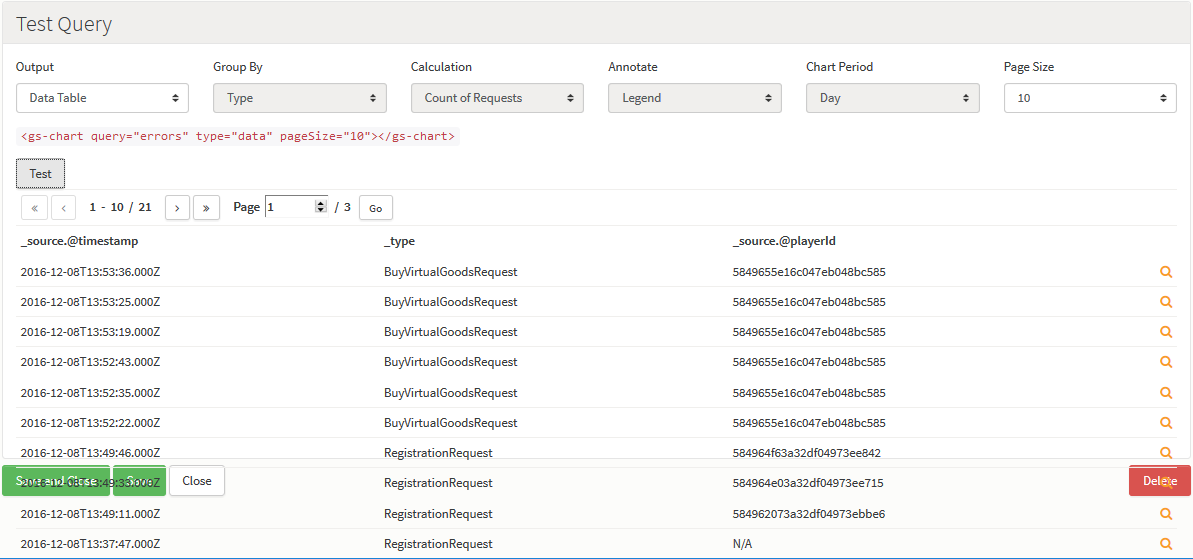 Test Query
Output Group By Calculation Annotate Chart Period Page Size
Data Table Type Count of Requests Legend Day 10
<gs-chart query="errors" type="data" pageSize="10"></gs-chart>
Test
« ‹ 1 - 10 / 21 › » Page 1 / 3 Go
_source.@timestamp _type _source.@playerId
2016-12-08T13:53:36.000Z BuyVirtualGoodsRequest 5849655e16c047eb048bc585
2016-12-08T13:53:25.000Z BuyVirtualGoodsRequest 5849655e16c047eb048bc585
2016-12-08T13:53:19.000Z BuyVirtualGoodsRequest 5849655e16c047eb048bc585
2016-12-08T13:52:43.000Z BuyVirtualGoodsRequest 5849655e16c047eb048bc585
2016-12-08T13:52:35.000Z BuyVirtualGoodsRequest 5849655e16c047eb048bc585
2016-12-08T13:52:22.000Z BuyVirtualGoodsRequest 5849655e16c047eb048bc585
2016-12-08T13:49:46.000Z RegistrationRequest 584964f63a32df04973ee842
Save and Close Save Close Delete
2016-12-08T13:49:33.000Z RegistrationRequest 584964e03a32df04973ee715
2016-12-08T13:49:11.000Z RegistrationRequest 584962073a32df04973ebbe6
2016-12-08T13:37:47.000Z RegistrationRequest N/A